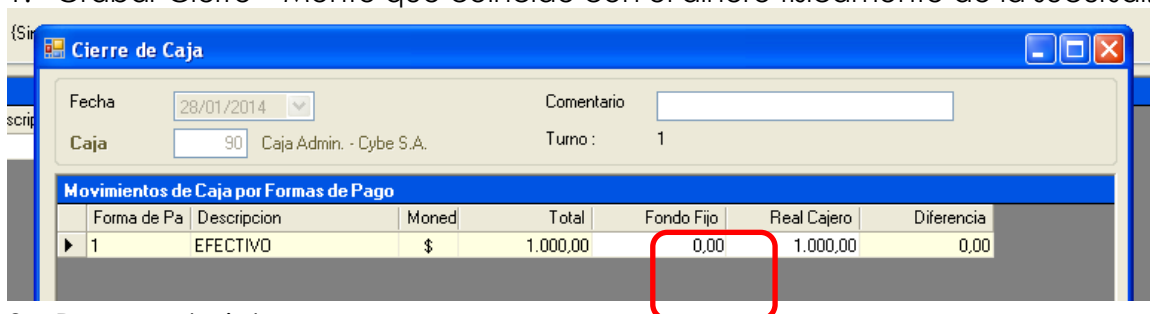 {Sin
Cierre de Caja
Fecha 28/01/2014 Comentario
scrip
Caja 90 Caja Admin. - Cybe S.A. Turno : 1
Movimientos de Caja por Formas de Pago
Forma de Pa Descripcion Moned Total Fondo Fijo Real Cajero Diferencia
1 EFECTIVO $ 1.000,00 0,00 1.000,00 0,00